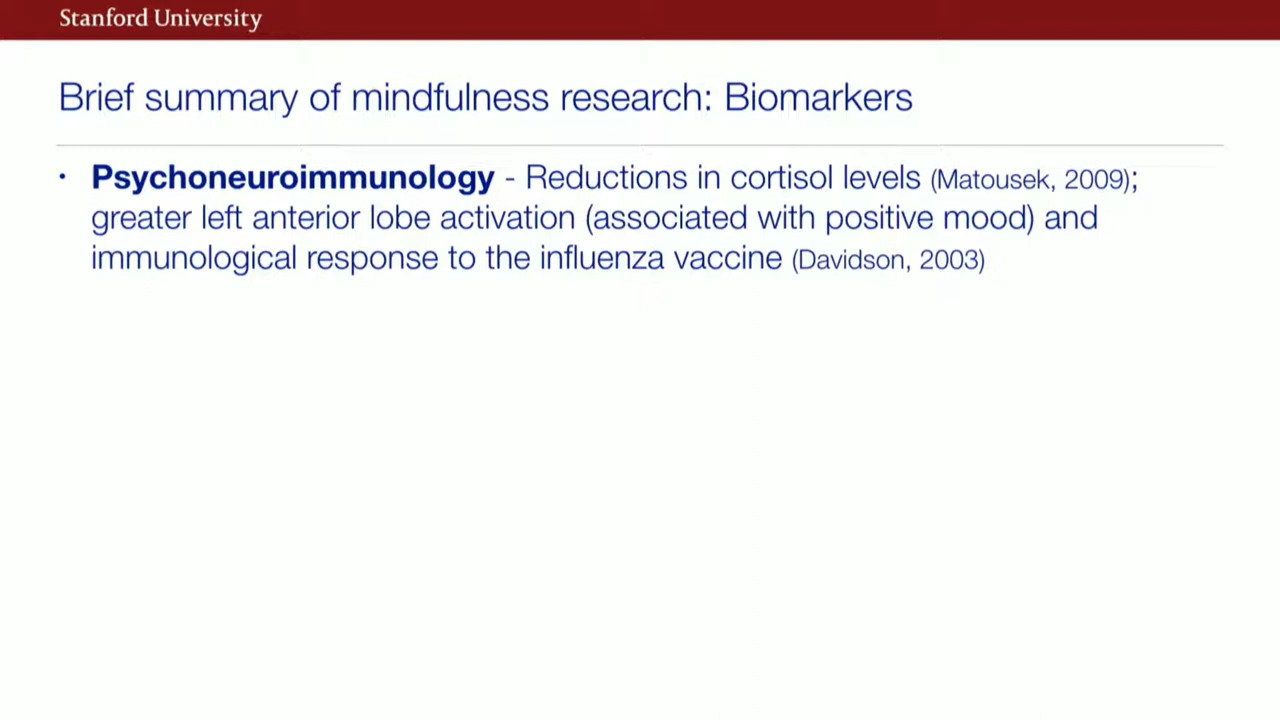 Stanford University
Brief summary of mindfulness research: Biomarkers
• Psychoneuroimmunology - Reductions in cortisol levels (Matousek, 2009);
greater left anterior lobe activation (associated with positive mood) and
immunological response to the influenza vaccine (Davidson, 2003)